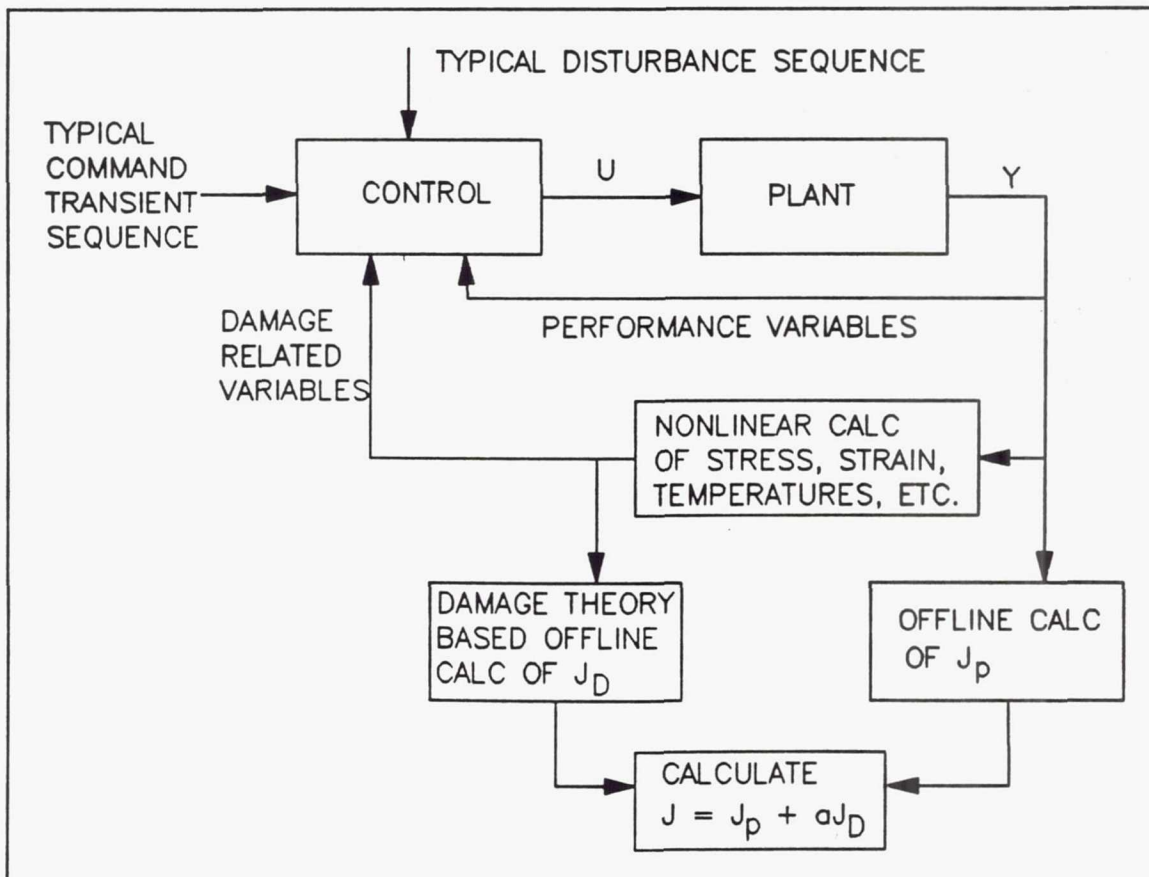 TYPICAL DISTURBANCE SEQUENCE
TYPICAL
COMMAND
TRANSIENT
SEQUENCE
CONTROL
U
PLANT
Y
DAMAGE
RELATED
VARIABLES
PERFORMANCE VARIABLES
NONLINEAR CALC
OF STRESS, STRAIN,
TEMPERATURES, ETC.
DAMAGE THEORY
BASED OFFLINE
CALC OF J_D
OFFLINE CALC
OF J_p
CALCULATE
J = J_p + aJ_D